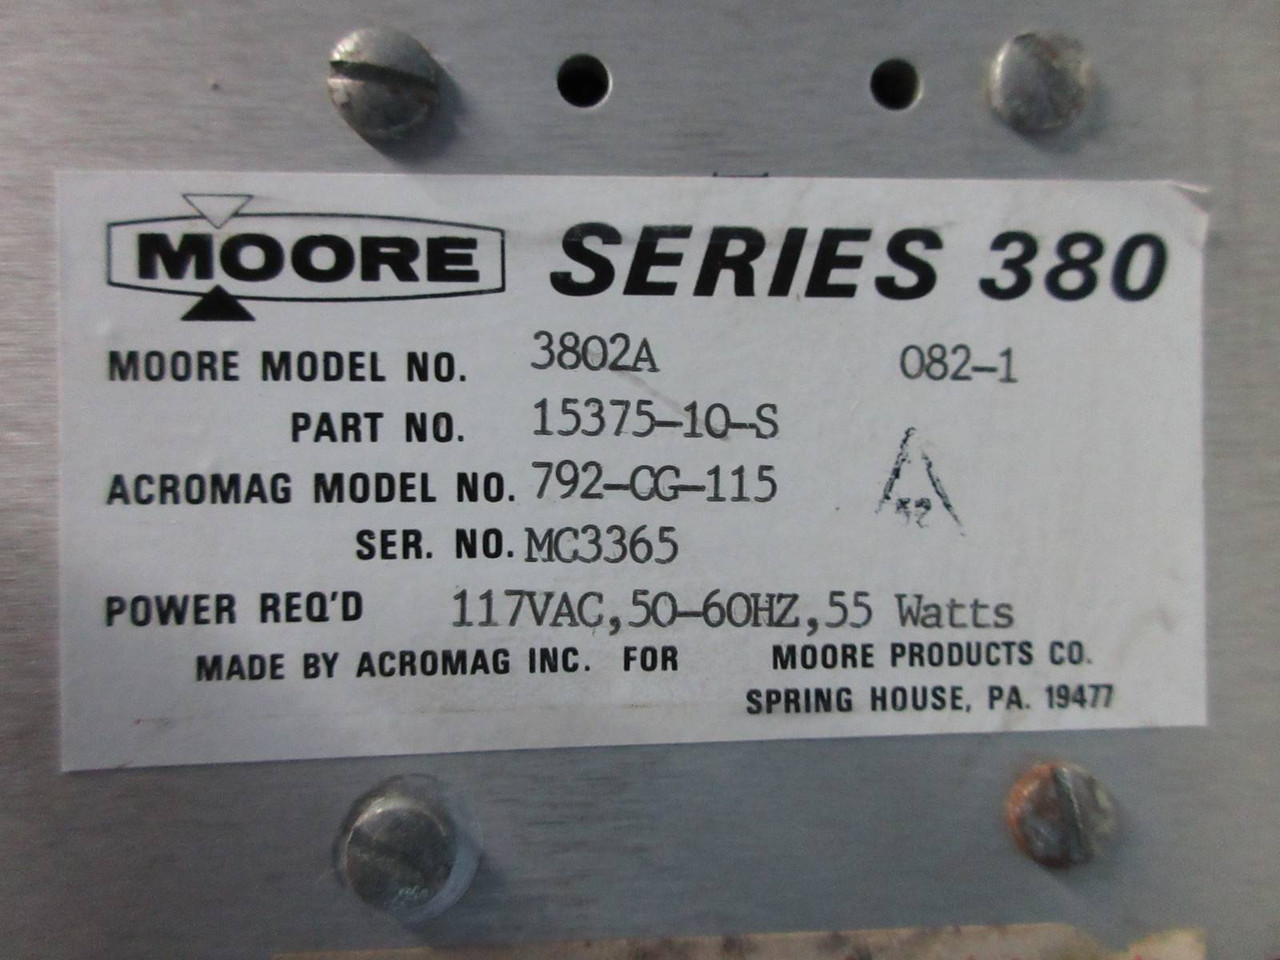 MOORE SERIES 380
MOORE MODEL NO. 3802A 082-1
PART NO. 15375-10-S
ACROMAG MODEL NO. 792-CG-115
SER. NO. MC3365
POWER REQ'D 117VAC,50-60HZ,55 Watts
MADE BY ACROMAG INC. FOR MOORE PRODUCTS CO.
SPRING HOUSE, PA. 19477